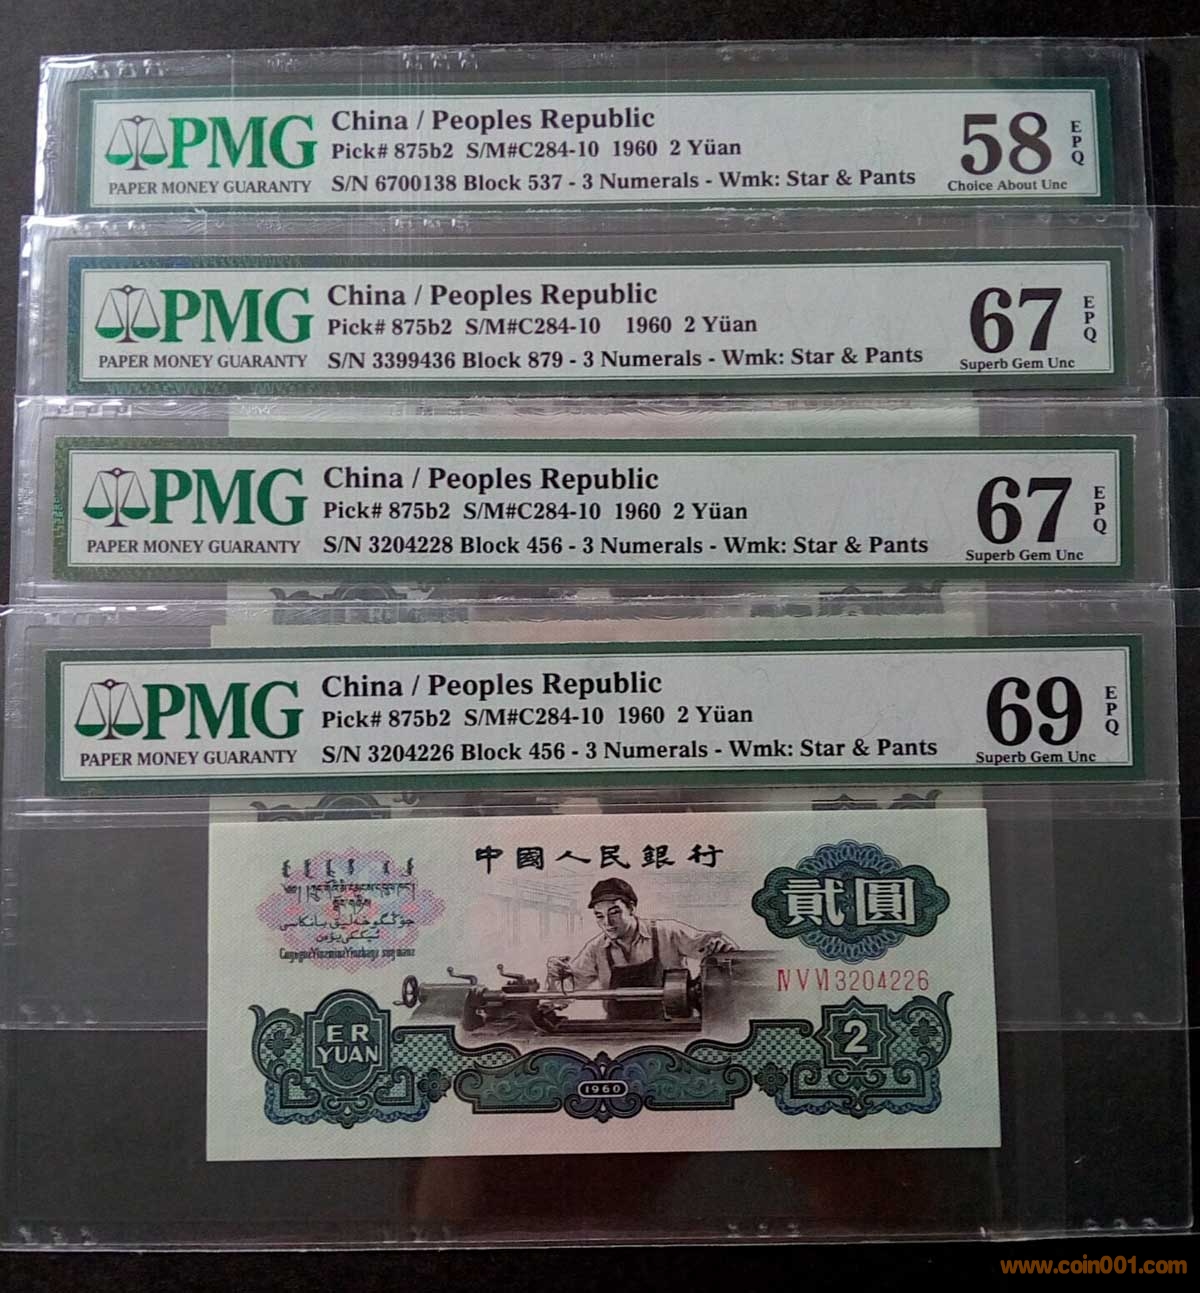 PMG
PAPER MONEY GUARANTY
China / Peoples Republic
Pick# 875b2 S/M#C284-10 1960 2 Yüan
S/N 6700138 Block 537 - 3 Numerals - Wmk: Star & Pants
58
EPQ
Choice About Unc
PMG
PAPER MONEY GUARANTY
China / Peoples Republic
Pick# 875b2 S/M#C284-10 1960 2 Yüan
S/N 3399436 Block 879 - 3 Numerals - Wmk: Star & Pants
67
EPQ
Superb Gem Unc
PMG
PAPER MONEY GUARANTY
China / Peoples Republic
Pick# 875b2 S/M#C284-10 1960 2 Yüan
S/N 3204228 Block 456 - 3 Numerals - Wmk: Star & Pants
67
EPQ
Superb Gem Unc
PMG
PAPER MONEY GUARANTY
China / Peoples Republic
Pick# 875b2 S/M#C284-10 1960 2 Yüan
S/N 3204226 Block 456 - 3 Numerals - Wmk: Star & Pants
69
EPQ
Superb Gem Unc
中國人民銀行
貳圓
IV V VI 3204226
ER
YUAN
2
1960
www.coin001.com